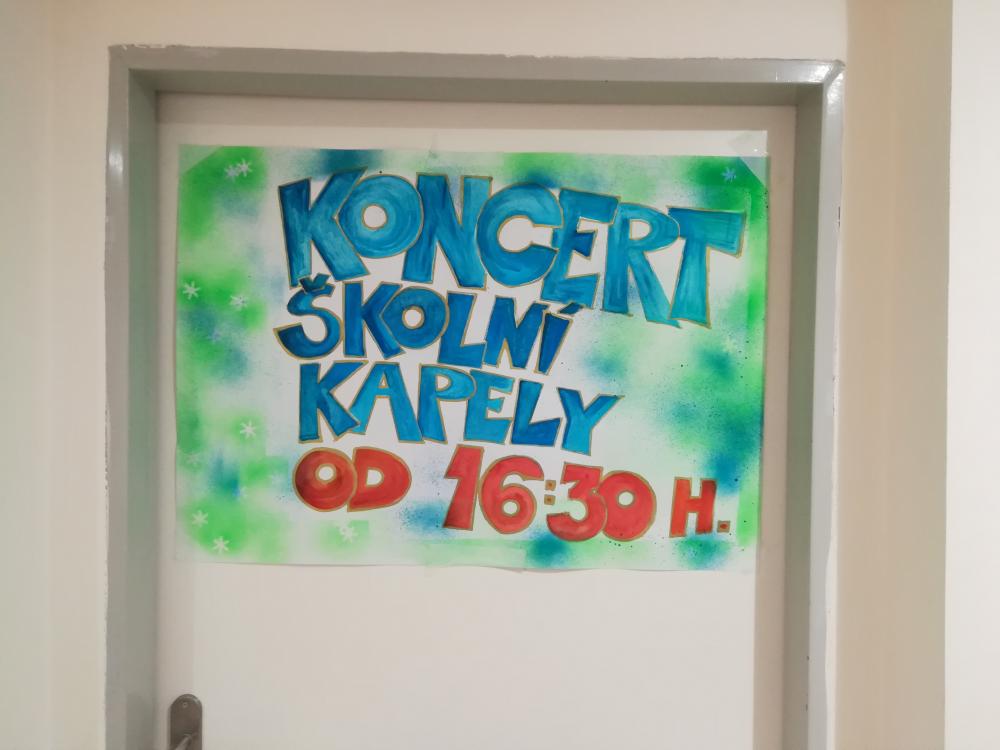 KONCERT
ŠKOLNÍ
KAPELY
OD 16:30 H.